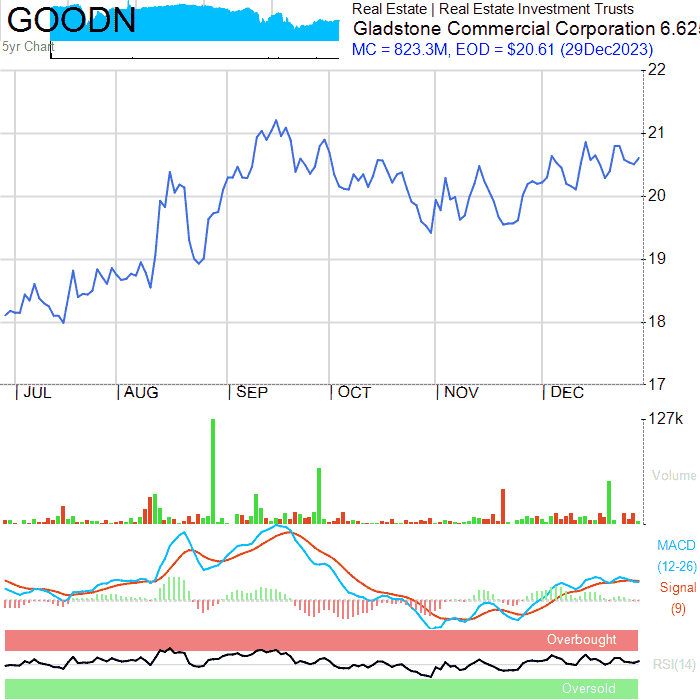 GOODN
5yr Chart
Real Estate | Real Estate Investment Trusts
Gladstone Commercial Corporation 6.628
MC = 823.3M, EOD = $20.61 (29Dec2023)
22
21
20
19
18
17
| JUL | AUG | SEP | OCT | NOV | DEC
127k
Volume
MACD
(12-26)
Signal
(9)
Overbought
RSI(14)
Oversold